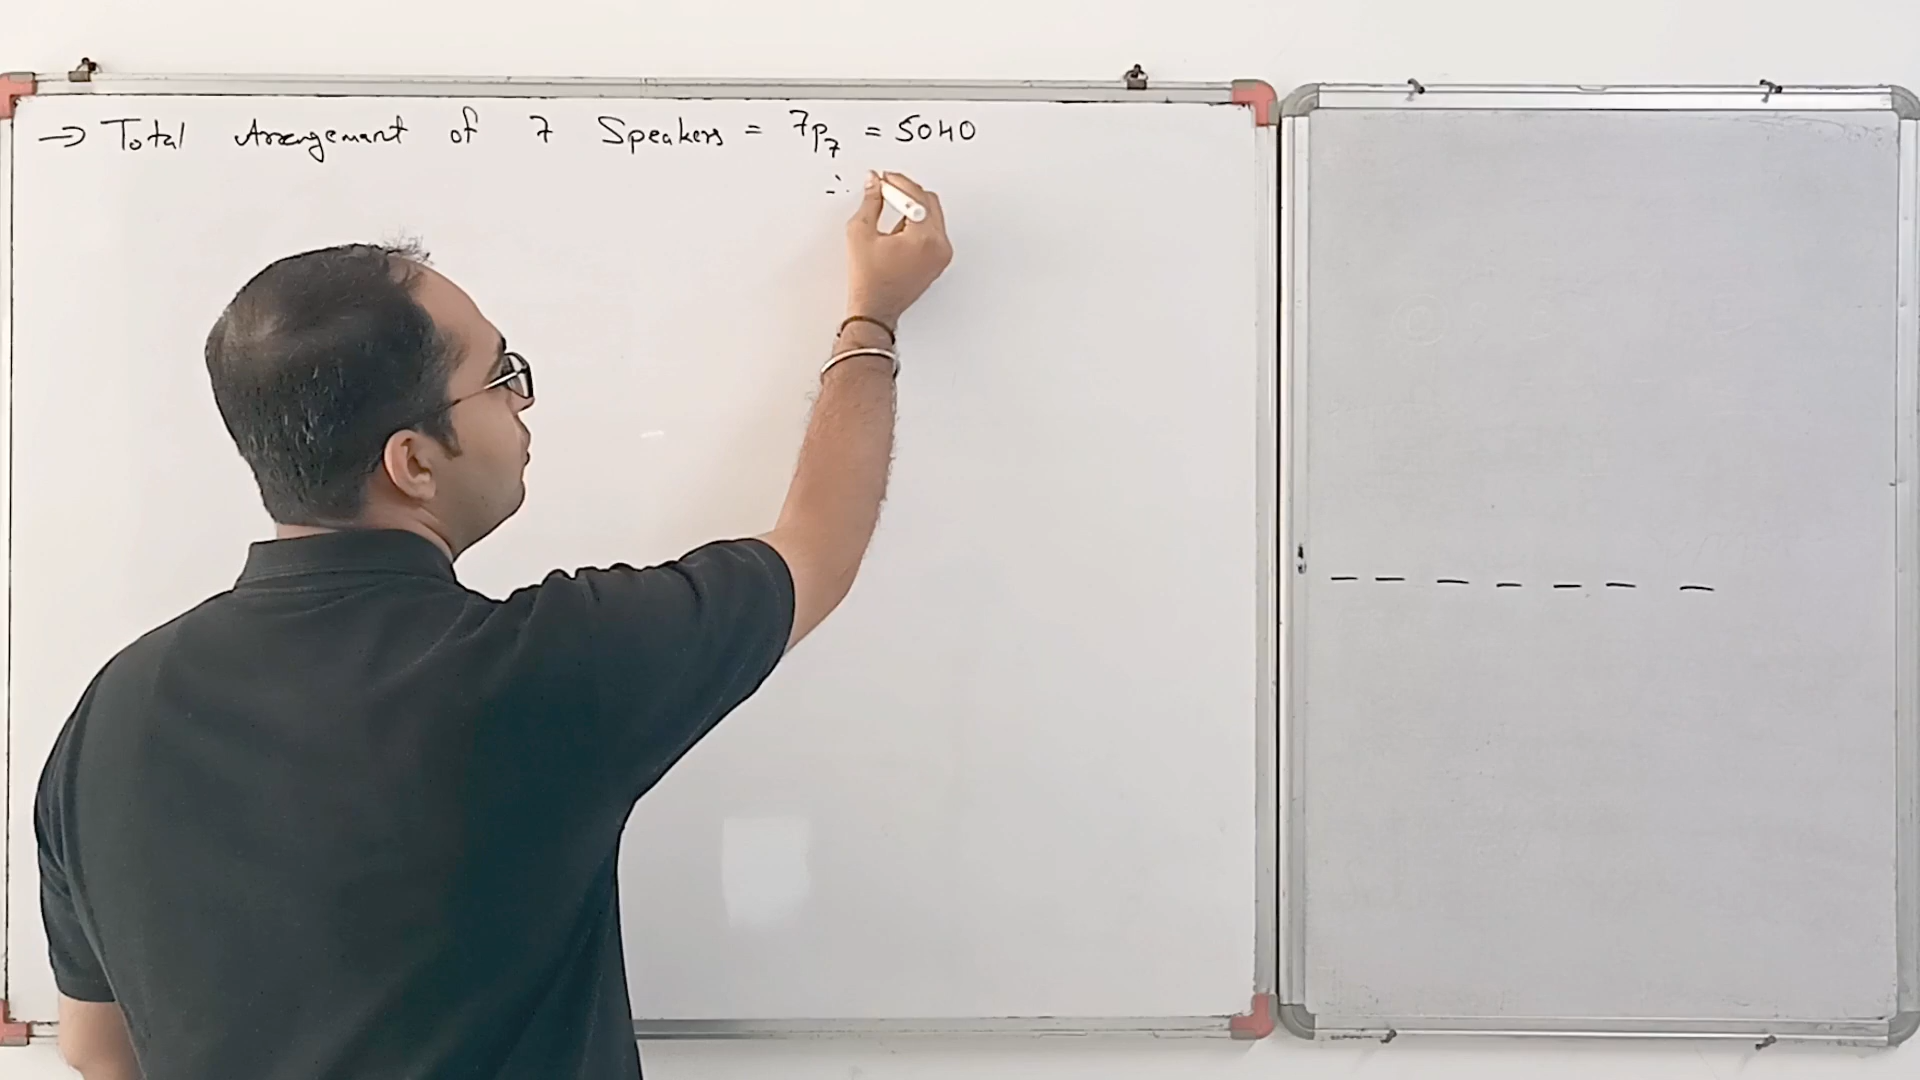 → Total Arrangement of 7 Speakers = 7P7 = 5040
∴